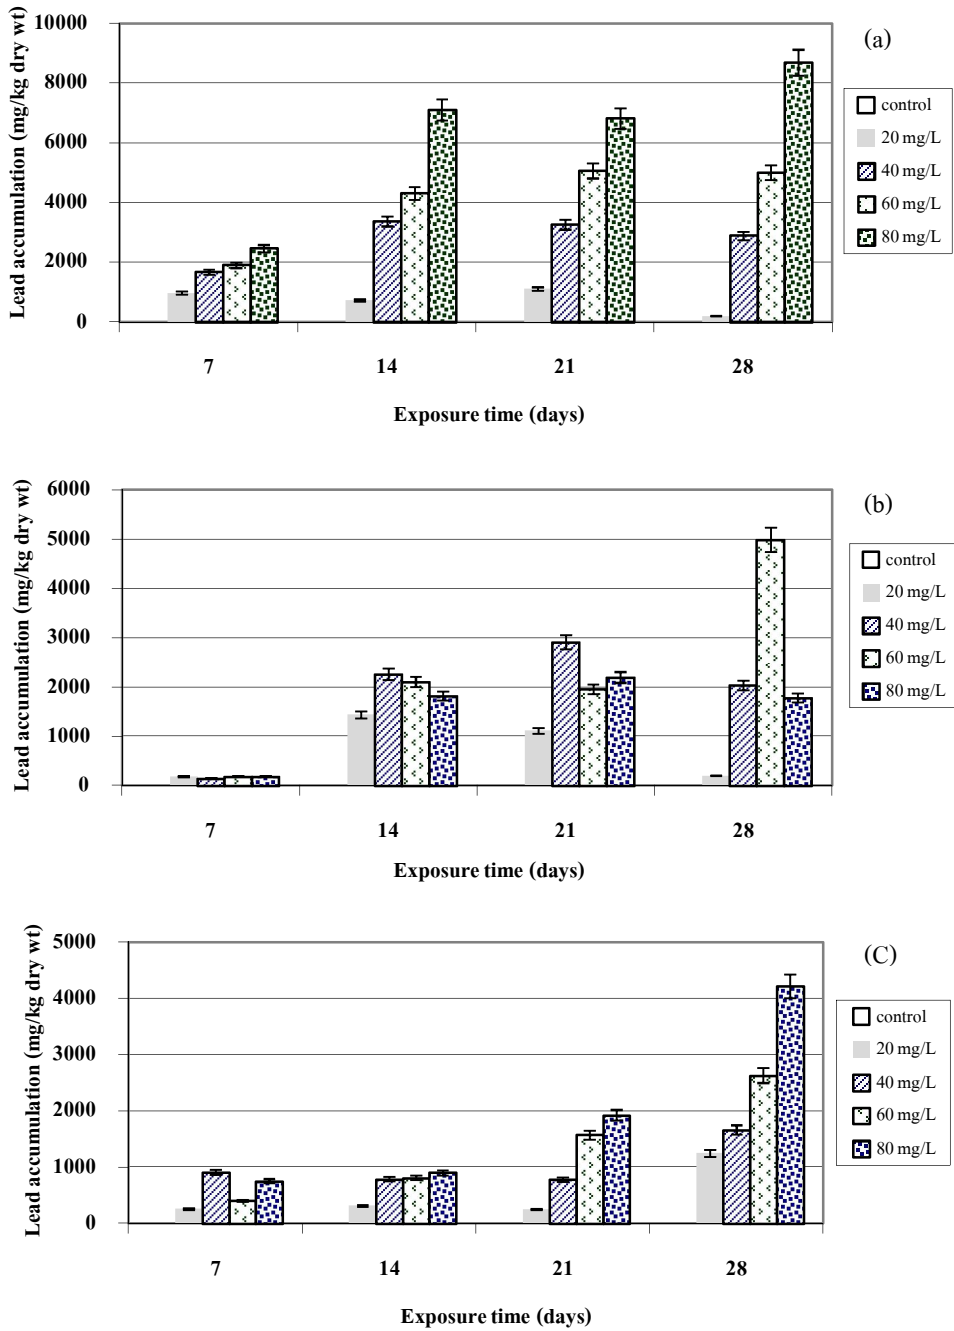 (a)
Lead accumulation (mg/kg dry wt)
10000
8000
6000
4000
2000
0
7 14 21 28
Exposure time (days)
control
20 mg/L
40 mg/L
60 mg/L
80 mg/L
(b)
Lead accumulation (mg/kg dry wt)
6000
5000
4000
3000
2000
1000
0
7 14 21 28
Exposure time (days)
control
20 mg/L
40 mg/L
60 mg/L
80 mg/L
(C)
Lead accumulation (mg/kg dry wt)
5000
4000
3000
2000
1000
0
7 14 21 28
Exposure time (days)
control
20 mg/L
40 mg/L
60 mg/L
80 mg/L